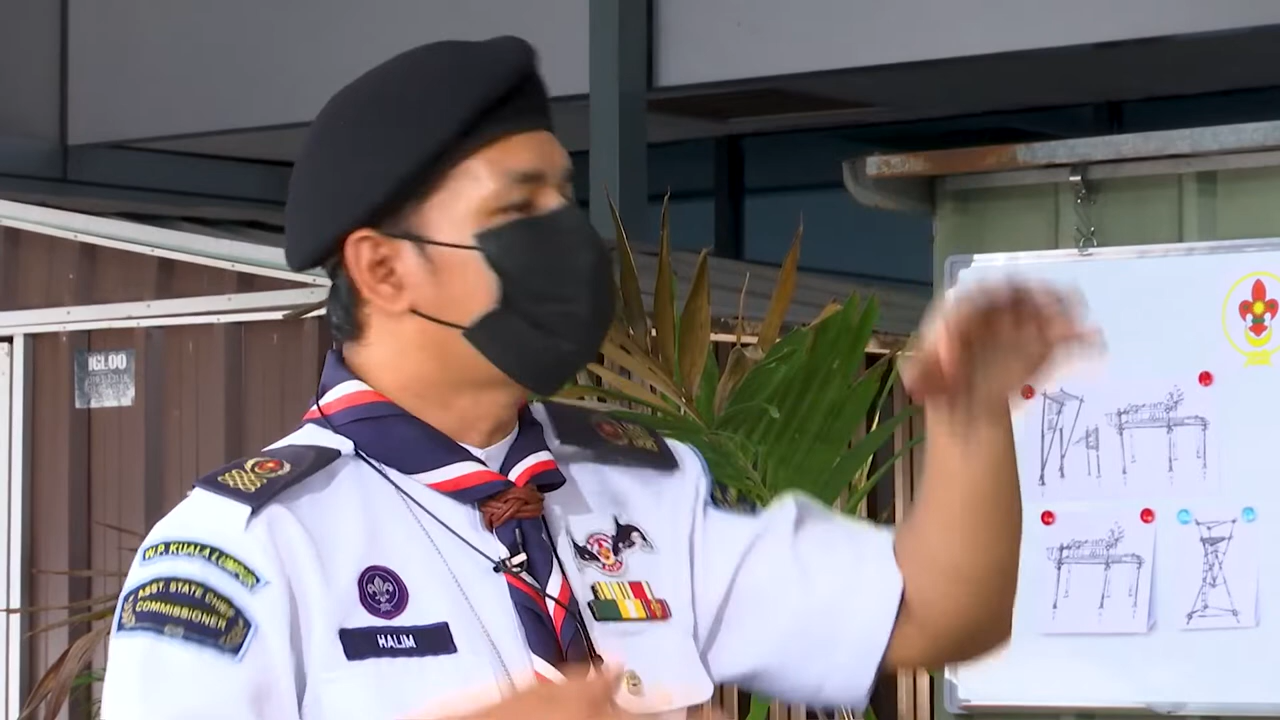 IGLOO
W.P. KUALA LUMPUR
ASST. STATE CHIEF
COMMISSIONER
HALIM